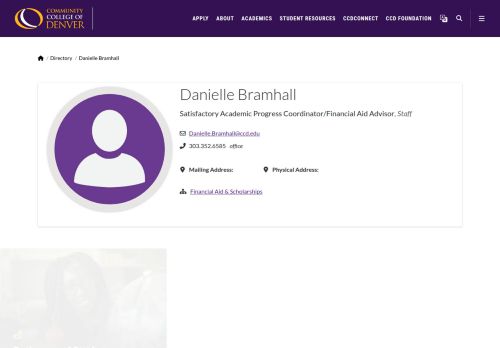 COMMUNITY
COLLEGE OF
DENVER
APPLY ABOUT ACADEMICS STUDENT RESOURCES CCDCONNECT CCD FOUNDATION
/ Directory / Danielle Bramhall
Danielle Bramhall
Satisfactory Academic Progress Coordinator/Financial Aid Advisor, Staff
Danielle.Bramhall@ccd.edu
303.352.6585 office
Mailing Address: Physical Address:
Financial Aid & Scholarships